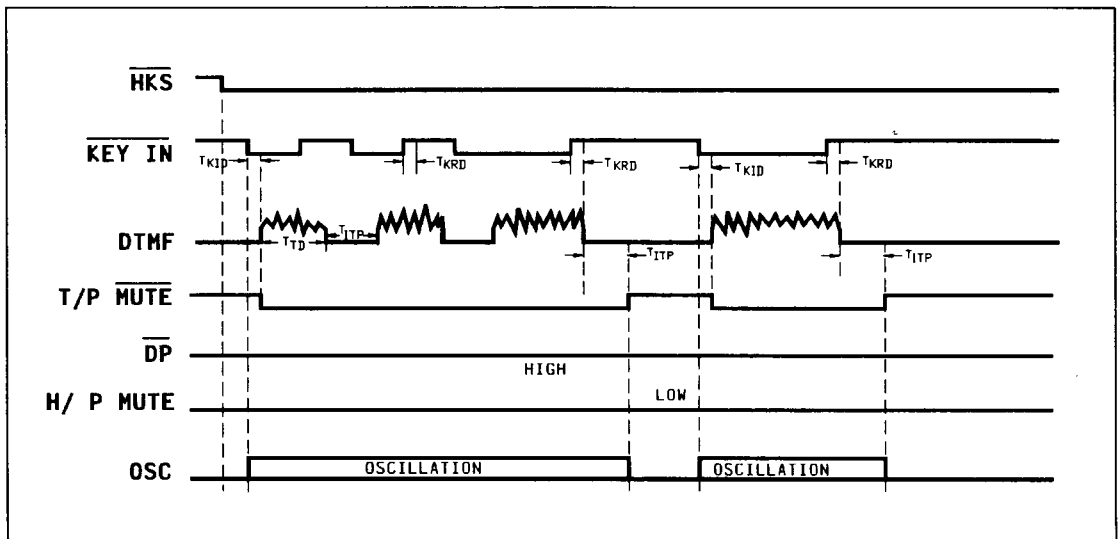 HKS
KEY IN
TKID
TKRD
TKRD
TKID
TKRD
DTMF
TTD
TITP
TITP
TITP
T/P MUTE
DP
HIGH
H/ P MUTE
LOW
OSC
OSCILLATION
OSCILLATION